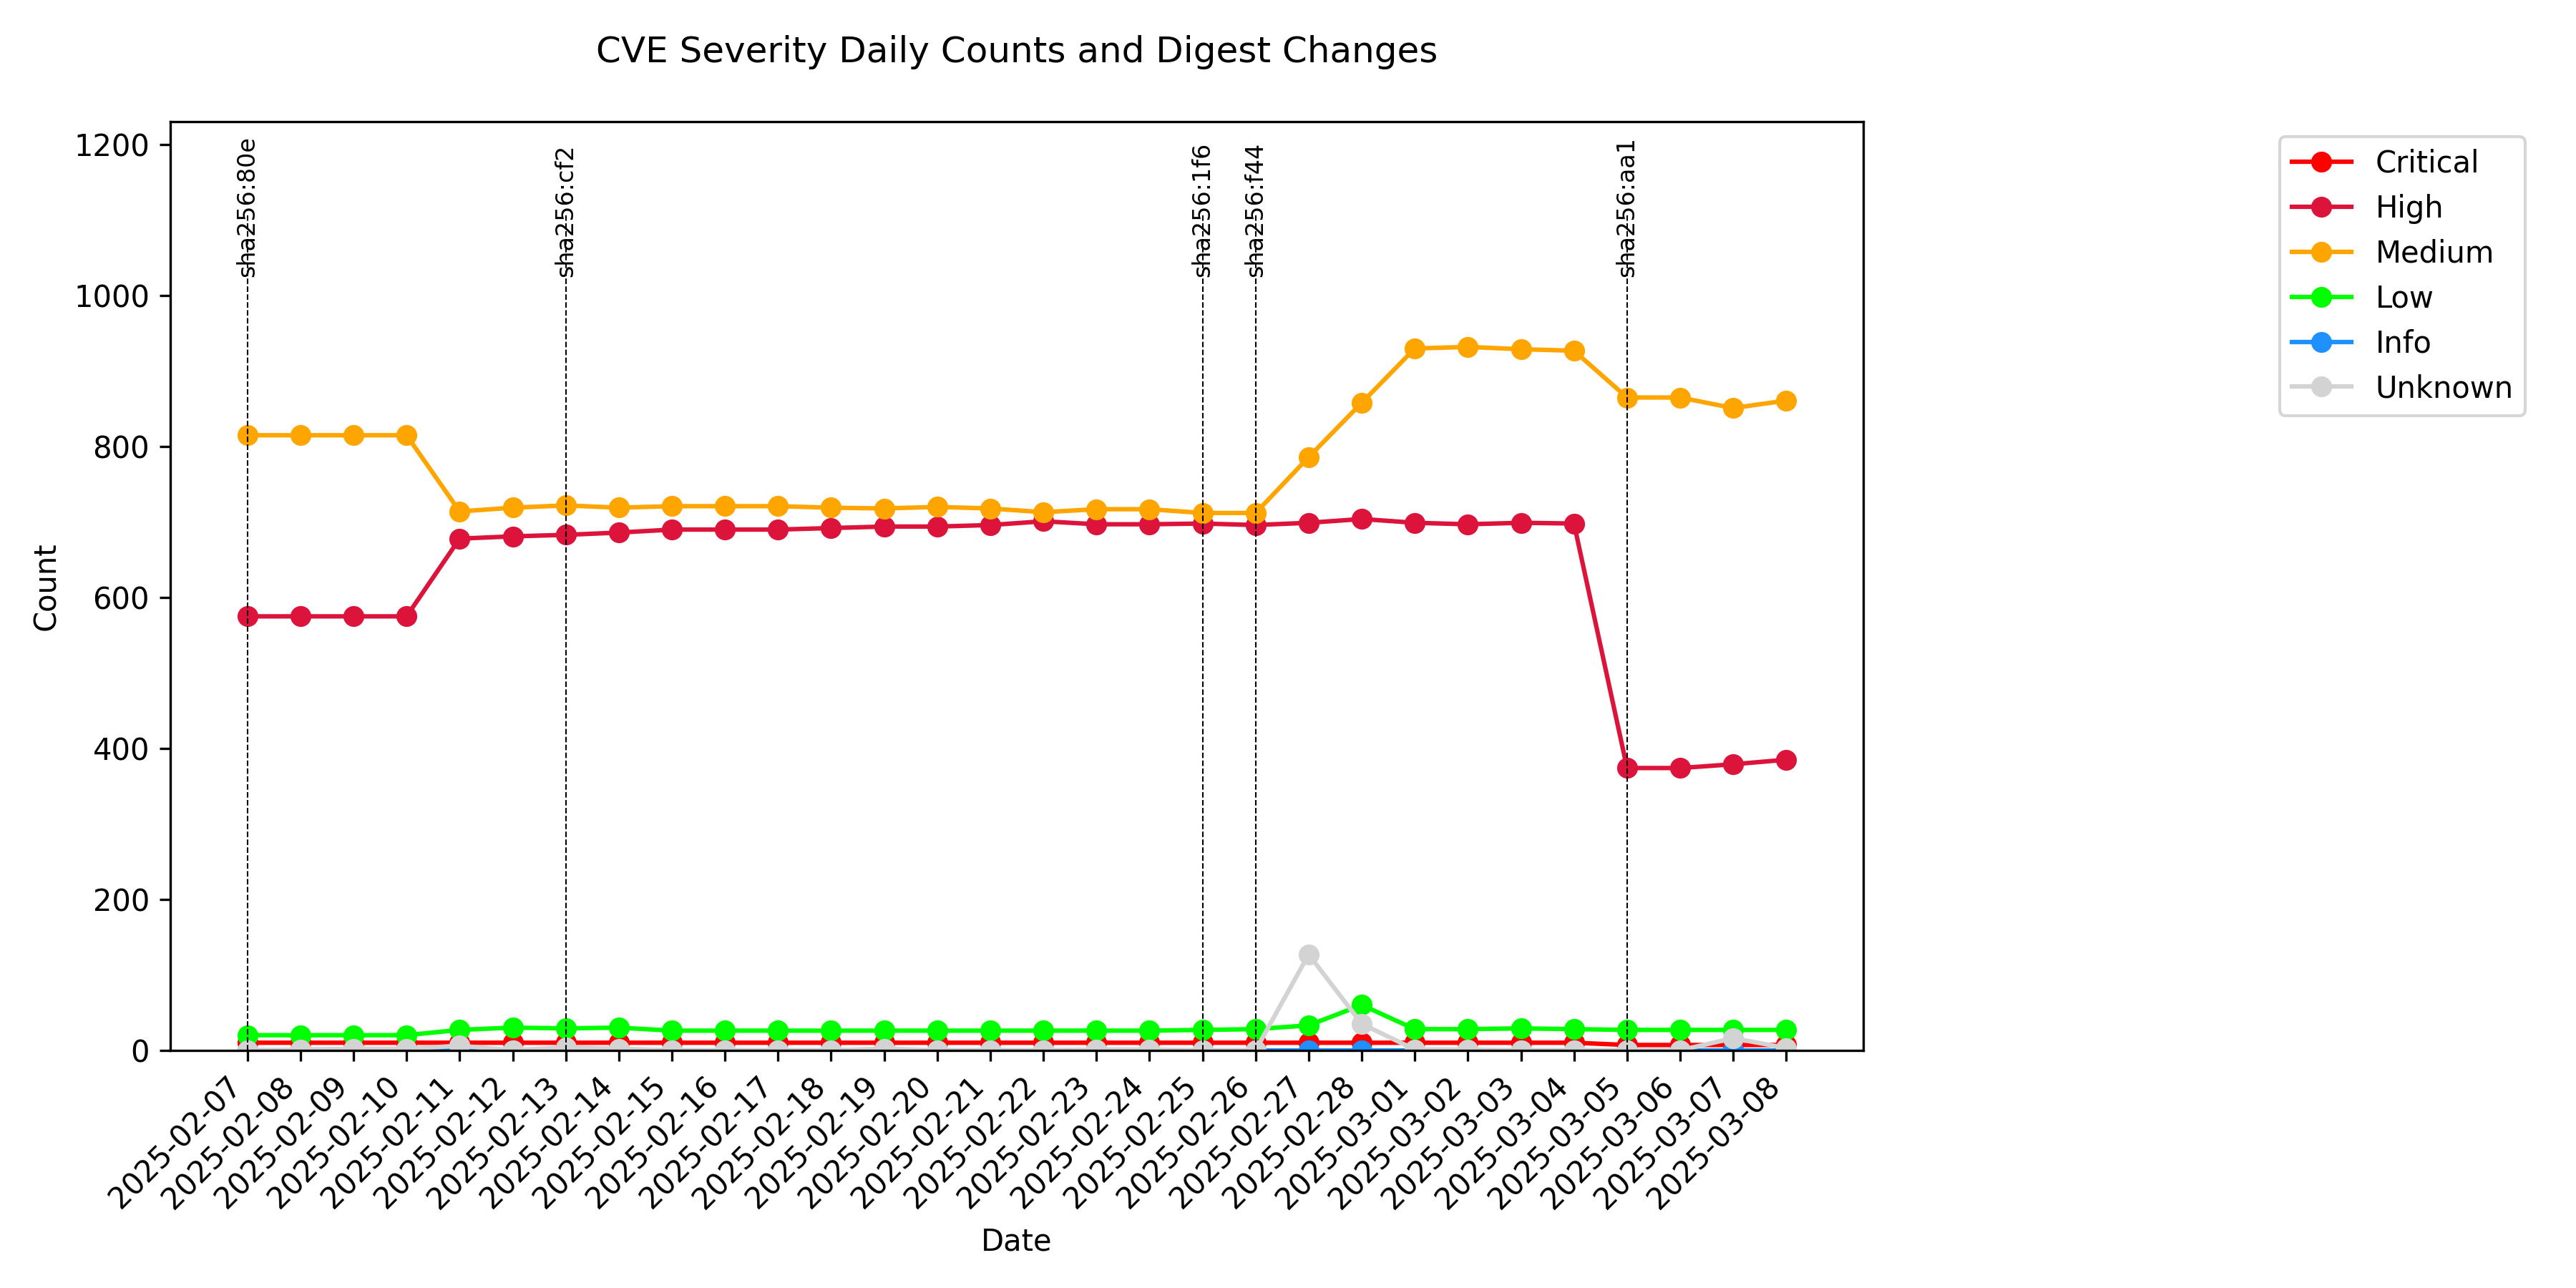 CVE Severity Daily Counts and Digest Changes
1200
1000
800
600
400
200
0
Count
sha256:80e
sha256:cf2
sha256:1f6
sha256:f44
sha256:aa1
Critical
High
Medium
Low
Info
Unknown
2025-02-07
2025-02-08
2025-02-09
2025-02-10
2025-02-11
2025-02-12
2025-02-13
2025-02-14
2025-02-15
2025-02-16
2025-02-17
2025-02-18
2025-02-19
2025-02-20
2025-02-21
2025-02-22
2025-02-23
2025-02-24
2025-02-25
2025-02-26
2025-02-27
2025-02-28
2025-03-01
2025-03-02
2025-03-03
2025-03-04
2025-03-05
2025-03-06
2025-03-07
2025-03-08
Date